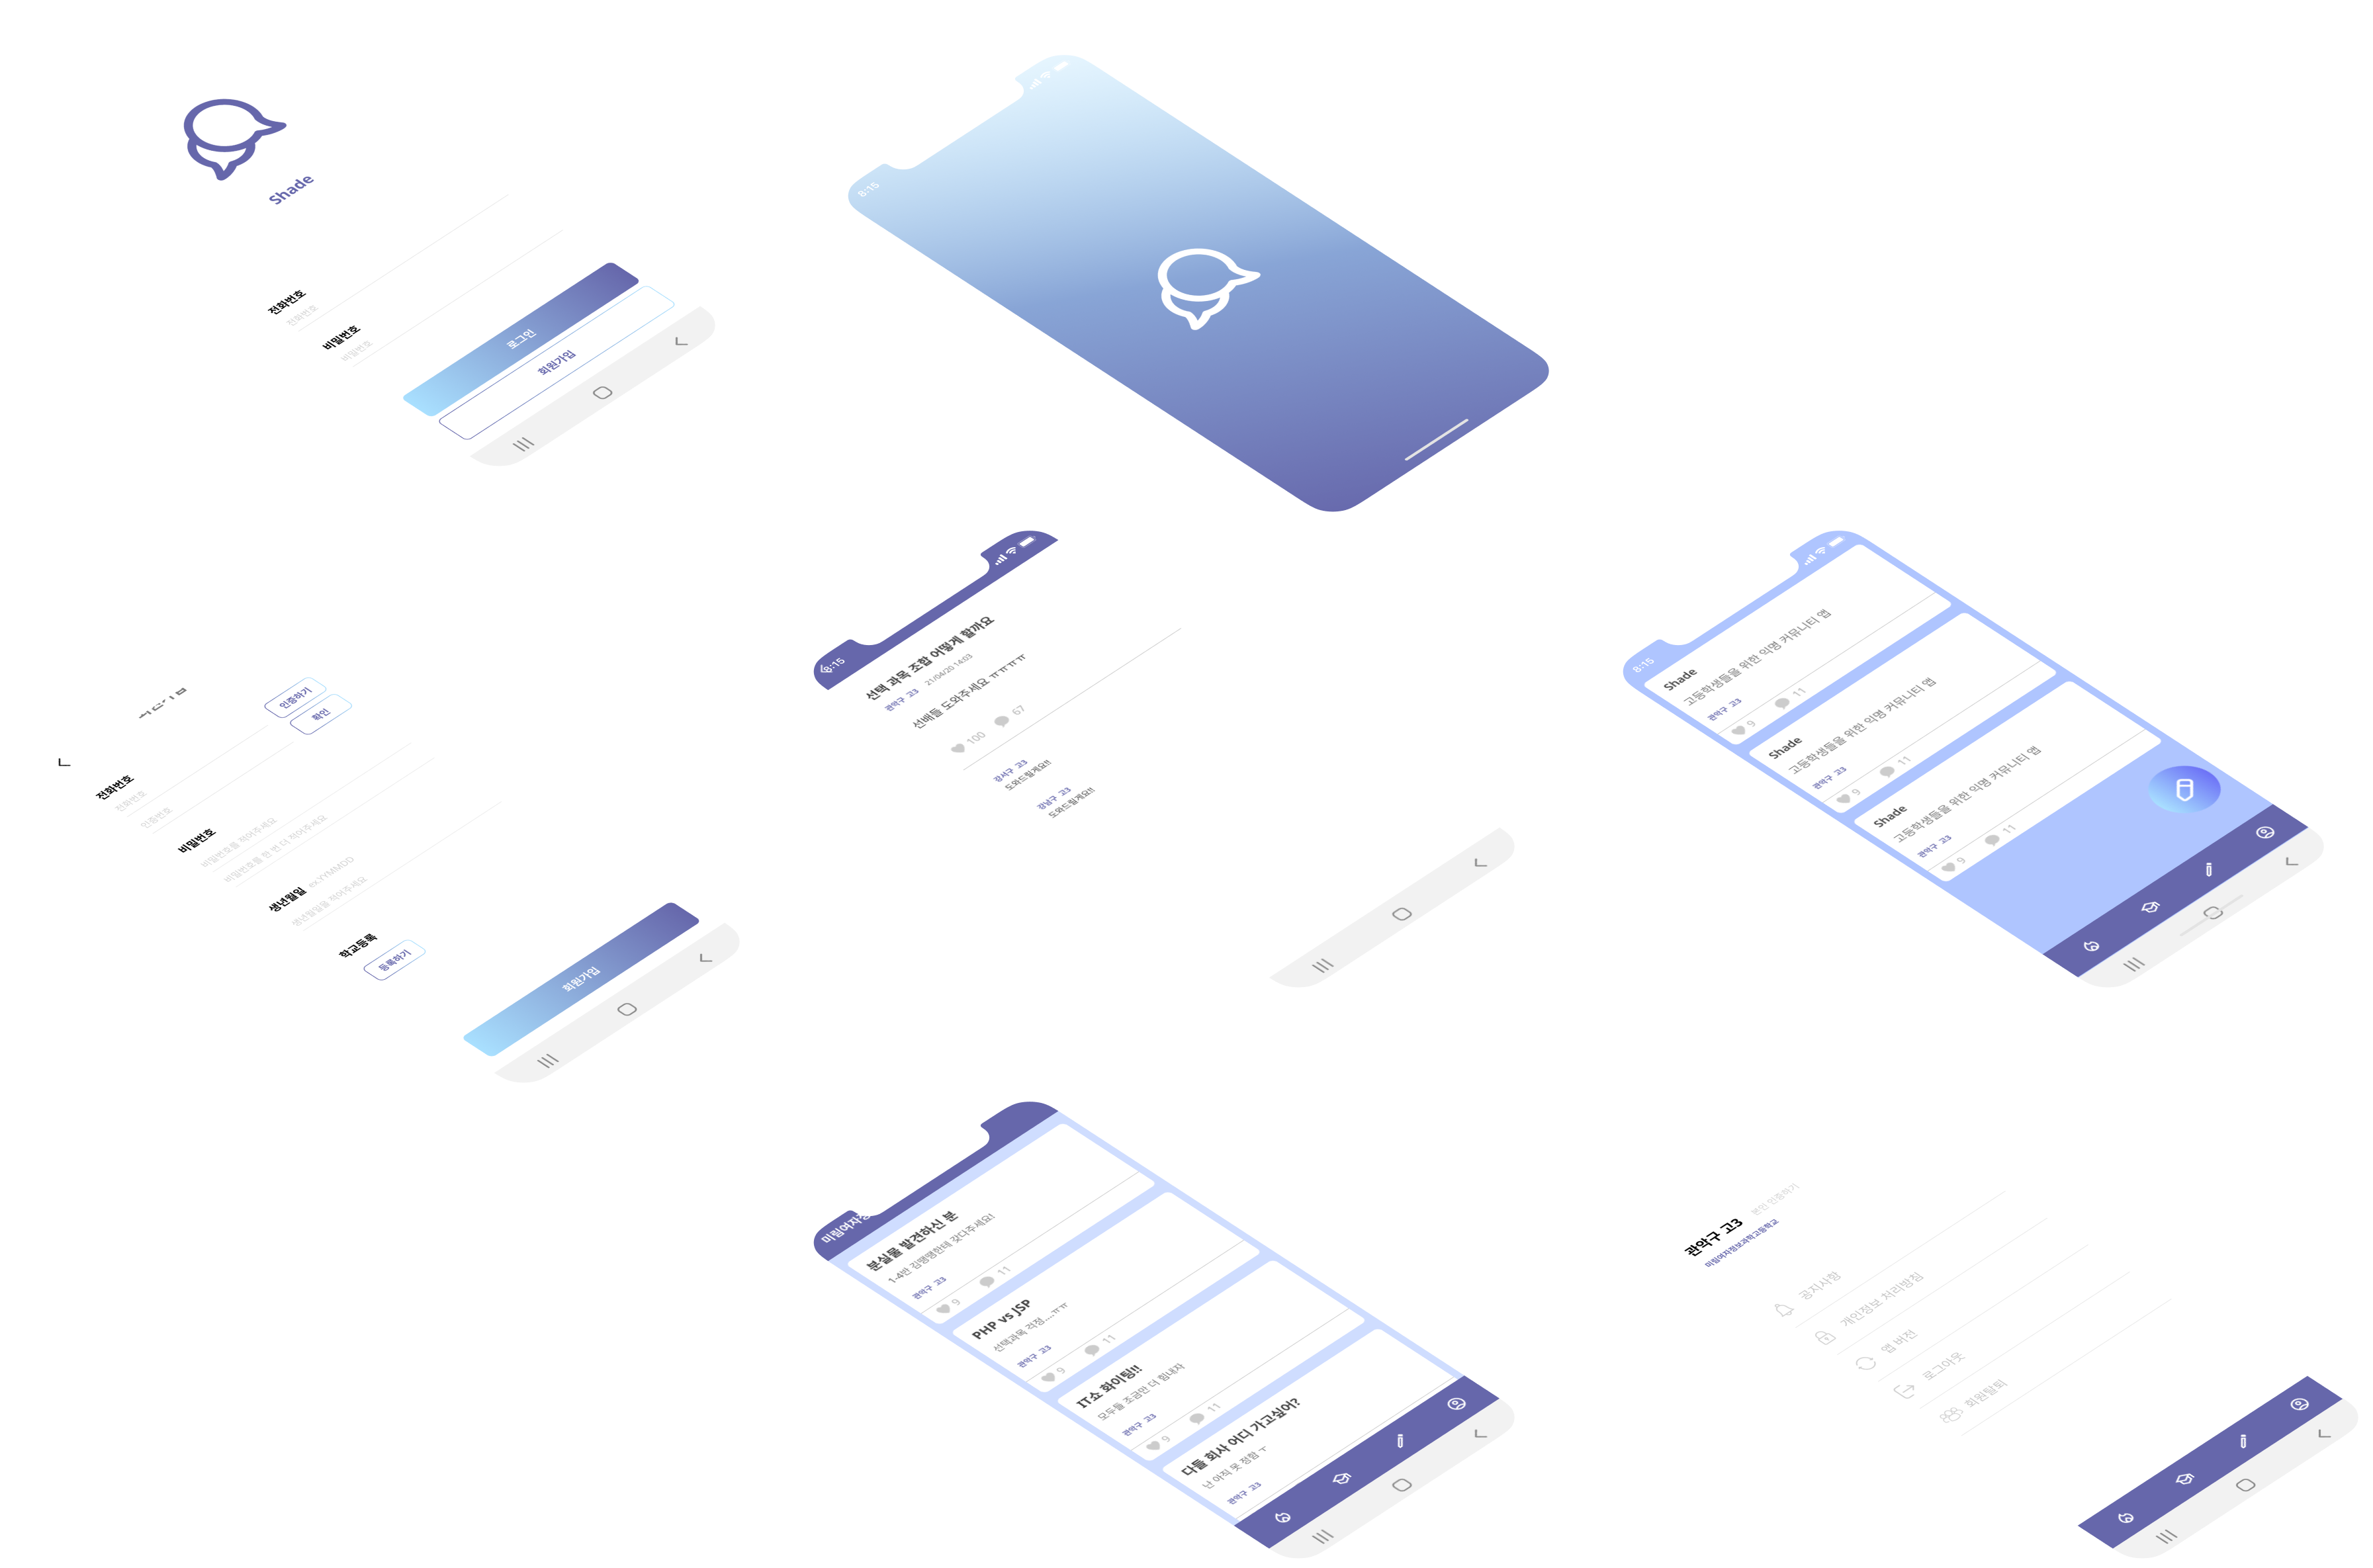 Shade
전화번호
전화번호
비밀번호
비밀번호
로그인
회원가입
8:15
전화번호
전화번호
인증하기
인증번호
확인
비밀번호
비밀번호를 적어주세요
비밀번호를 한 번 더 적어주세요
생년월일 ex.YYMMDD
생년월일을 적어주세요
학교등록
등록하기
회원가입
8:15
선택 과목 조합 어떻게 할까요
관악구 고3 21/04/20 14:03
선배들 도와주세요 ㅠㅠㅠㅠ
100 67
강서구 고3
도와드릴게요!!
강남구 고3
도와드릴게요!!
8:15
Shade
고등학생들을 위한 익명 커뮤니티 앱
관악구 고3
9 11
Shade
고등학생들을 위한 익명 커뮤니티 앱
관악구 고3
9 11
Shade
고등학생들을 위한 익명 커뮤니티 앱
관악구 고3
9 11
미림여자정
분실물 발견하신 분
1-4반 김땡땡한테 갖다주세요!
관악구 고3
9 11
PHP vs JSP
선택과목 걱정....ㅠㅠ
관악구 고3
9 11
IT쇼 화이팅!!
모두들 조금만 더 힘내자
관악구 고3
9 11
다들 회사 어디 가고싶어?
난 아직 못 정함 ㅜ
관악구 고3
관악구 고3 본인 인증하기
미림여자정보과학고등학교
공지사항
개인정보 처리방침
앱 버전
로그아웃
회원탈퇴